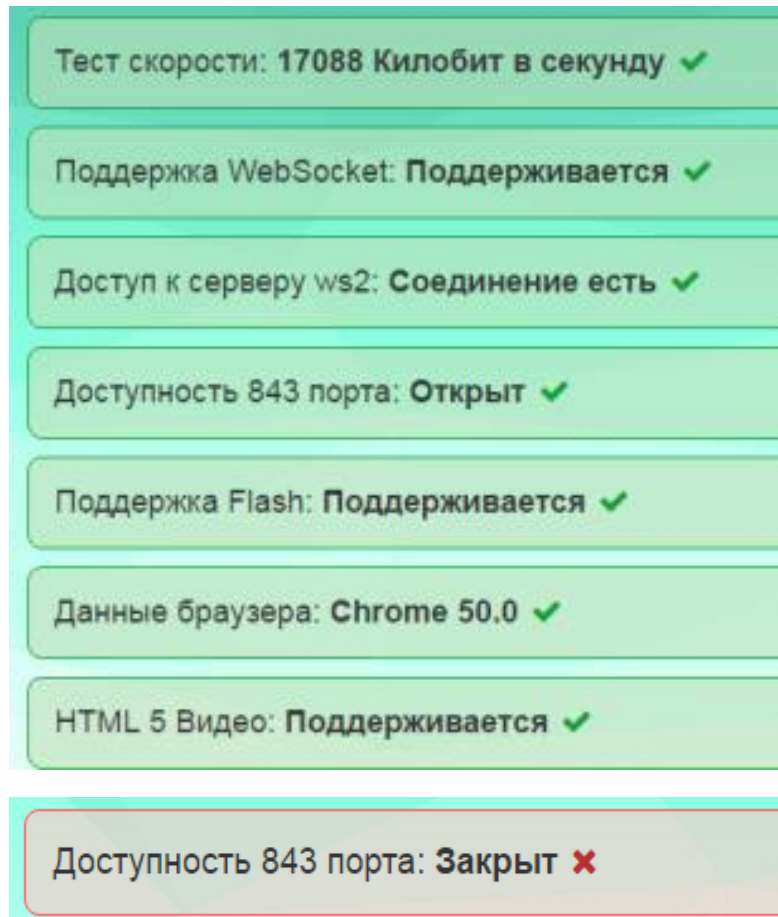 Тест скорости: 17088 Килобит в секунду
Поддержка WebSocket: Поддерживается
Доступ к серверу ws2: Соединение есть
Доступность 843 порта: Открыт
Поддержка Flash: Поддерживается
Данные браузера: Chrome 50.0
HTML 5 Видео: Поддерживается
Доступность 843 порта: Закрыт